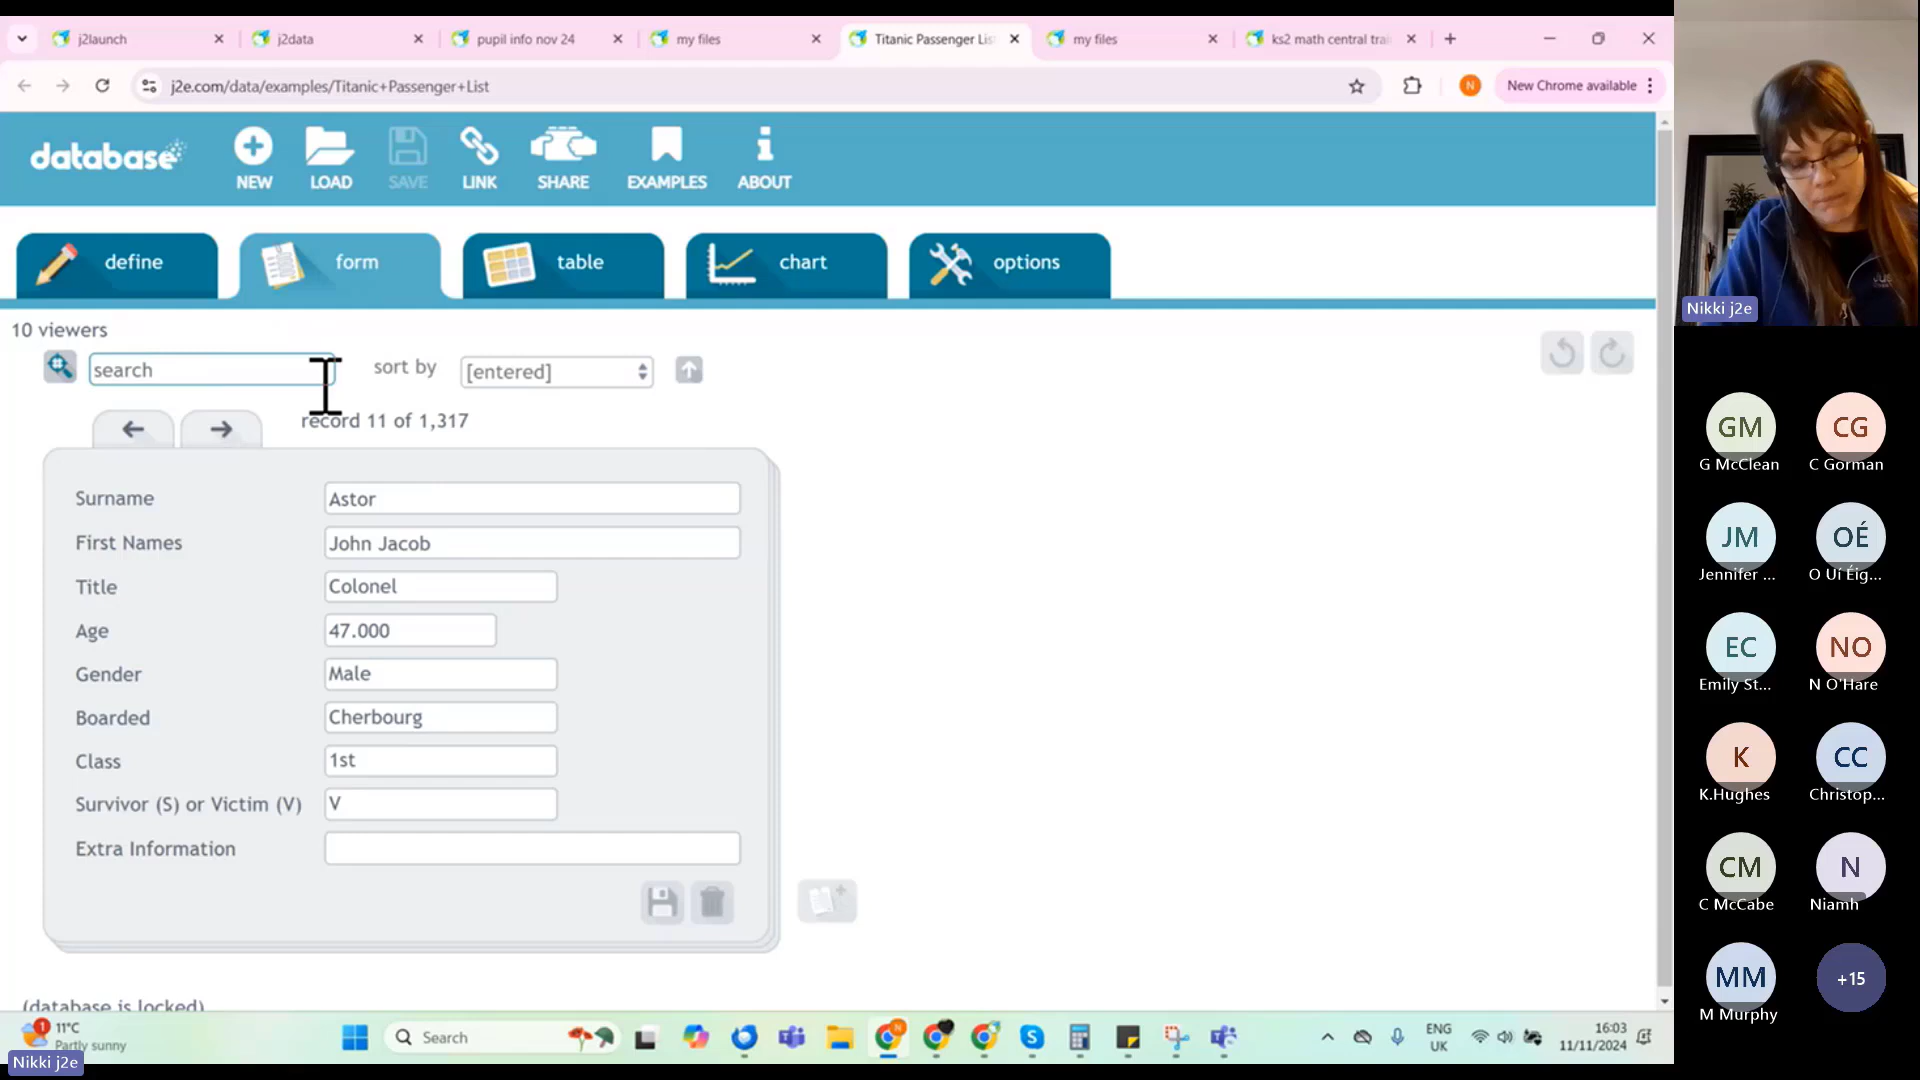 j2launch
j2data
pupil info nov 24
my files
Titanic Passenger Lis
my files
ks2 math central trai
j2e.com/data/examples/Titanic+Passenger+List
N
New Chrome available
database
NEW
LOAD
SAVE
LINK
SHARE
EXAMPLES
ABOUT
define
form
table
chart
options
10 viewers
search
sort by
[entered]
record 11 of 1,317
Surname
Astor
First Names
John Jacob
Title
Colonel
Age
47.000
Gender
Male
Boarded
Cherbourg
Class
1st
Survivor (S) or Victim (V)
V
Extra Information
(database is locked)
1
11°C
Partly sunny
Search
ENG
UK
16:03
11/11/2024
Nikki j2e
Nikki j2e
GM
G McClean
CG
C Gorman
JM
Jennifer ...
OÉ
O Uí Éig...
EC
Emily St...
NO
N O'Hare
K
K.Hughes
CC
Christop...
CM
C McCabe
N
Niamh
MM
M Murphy
+15